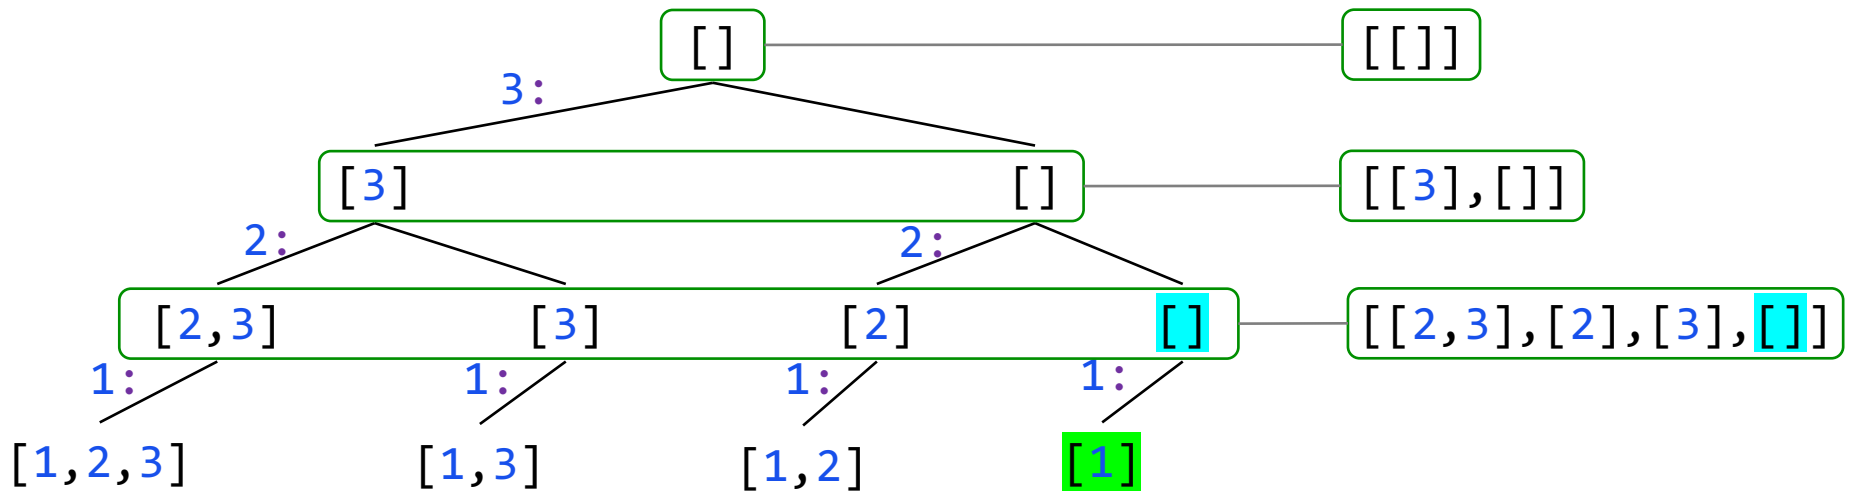 [] [[]]
3:
[3] [] [[3],[]]
2: 2:
[2,3] [3] [2] [] [[2,3],[2],[3],[]]
1: 1: 1: 1:
[1,2,3] [1,3] [1,2] [1]